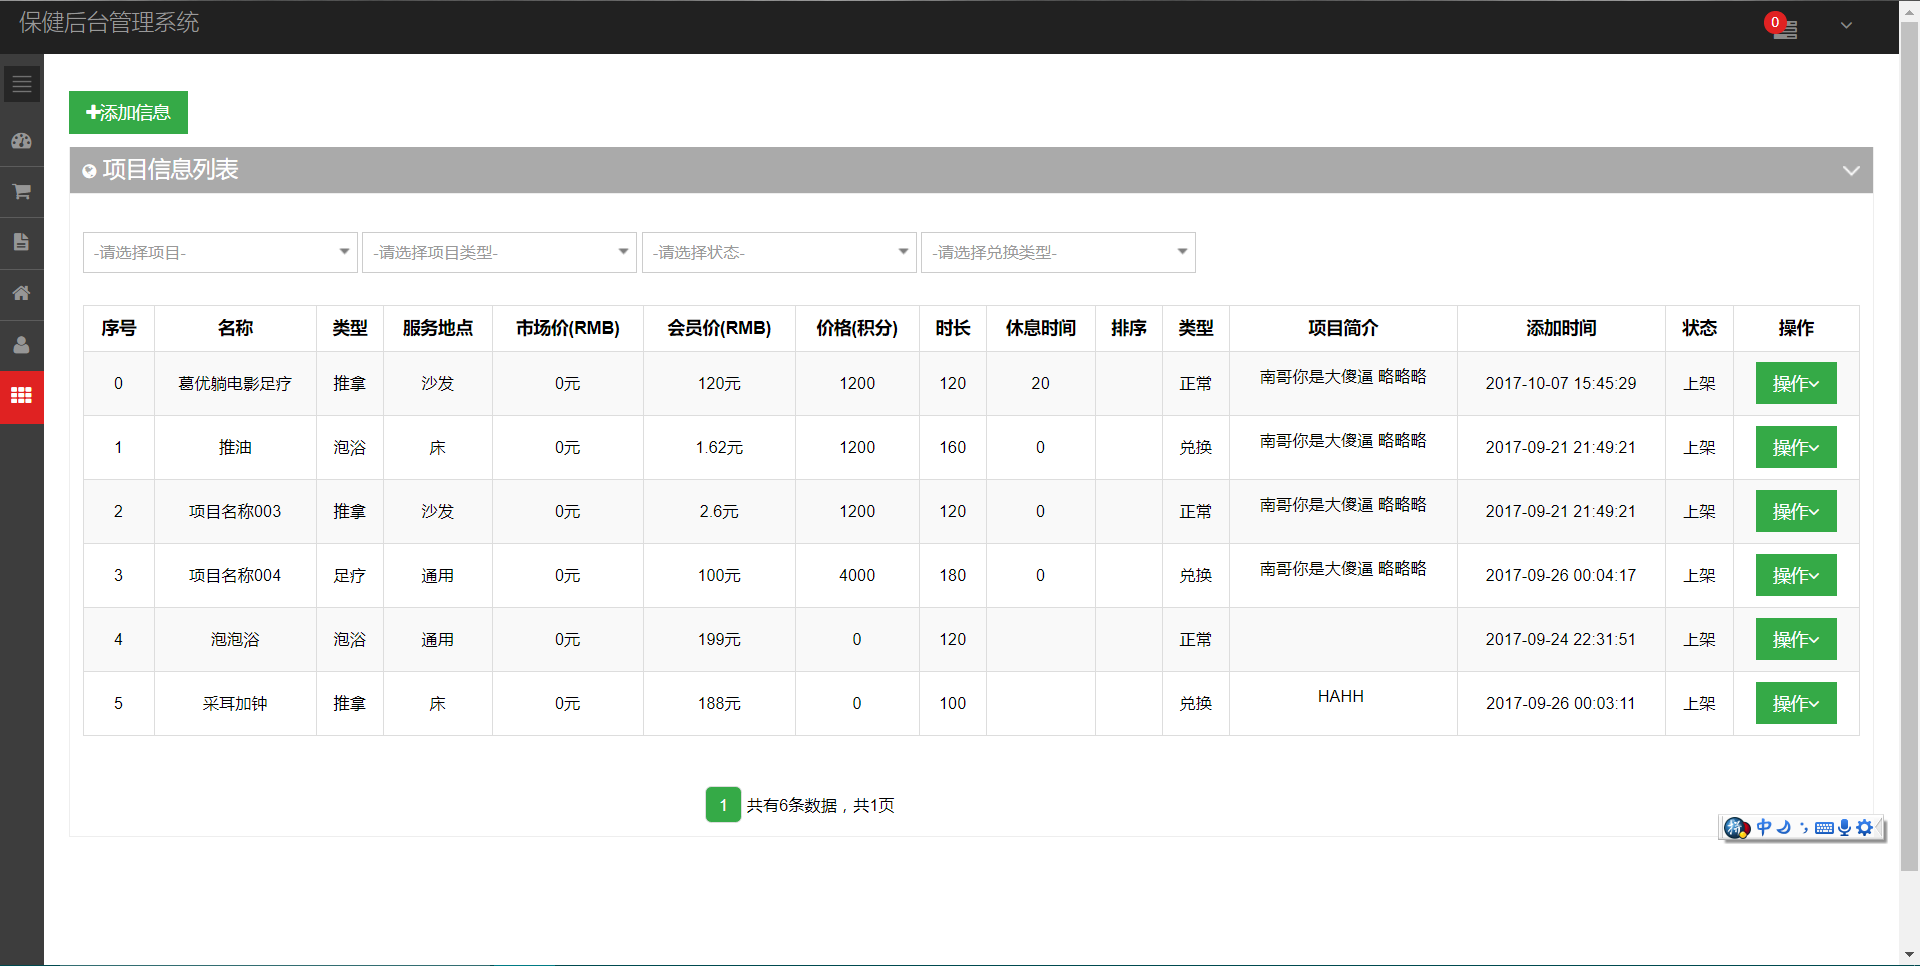 保健后台管理系统
0
添加信息
项目信息列表
-请选择项目- -请选择项目类型- -请选择状态- -请选择兑换类型-
序号 名称 类型 服务地点 市场价(RMB) 会员价(RMB) 价格(积分) 时长 休息时间 排序 类型 项目简介 添加时间 状态 操作
0 葛优躺电影足疗 推拿 沙发 0元 120元 1200 120 20 正常 南哥你是大傻逼 略略略 2017-10-07 15:45:29 上架 操作
1 推油 泡浴 床 0元 1.62元 1200 160 0 兑换 南哥你是大傻逼 略略略 2017-09-21 21:49:21 上架 操作
2 项目名称003 推拿 沙发 0元 2.6元 1200 120 0 正常 南哥你是大傻逼 略略略 2017-09-21 21:49:21 上架 操作
3 项目名称004 足疗 通用 0元 100元 4000 180 0 兑换 南哥你是大傻逼 略略略 2017-09-26 00:04:17 上架 操作
4 泡泡浴 泡浴 通用 0元 199元 0 120 正常 2017-09-24 22:31:51 上架 操作
5 采耳加钟 推拿 床 0元 188元 0 100 兑换 HAHH 2017-09-26 00:03:11 上架 操作
1 共有6条数据，共1页
拼 中